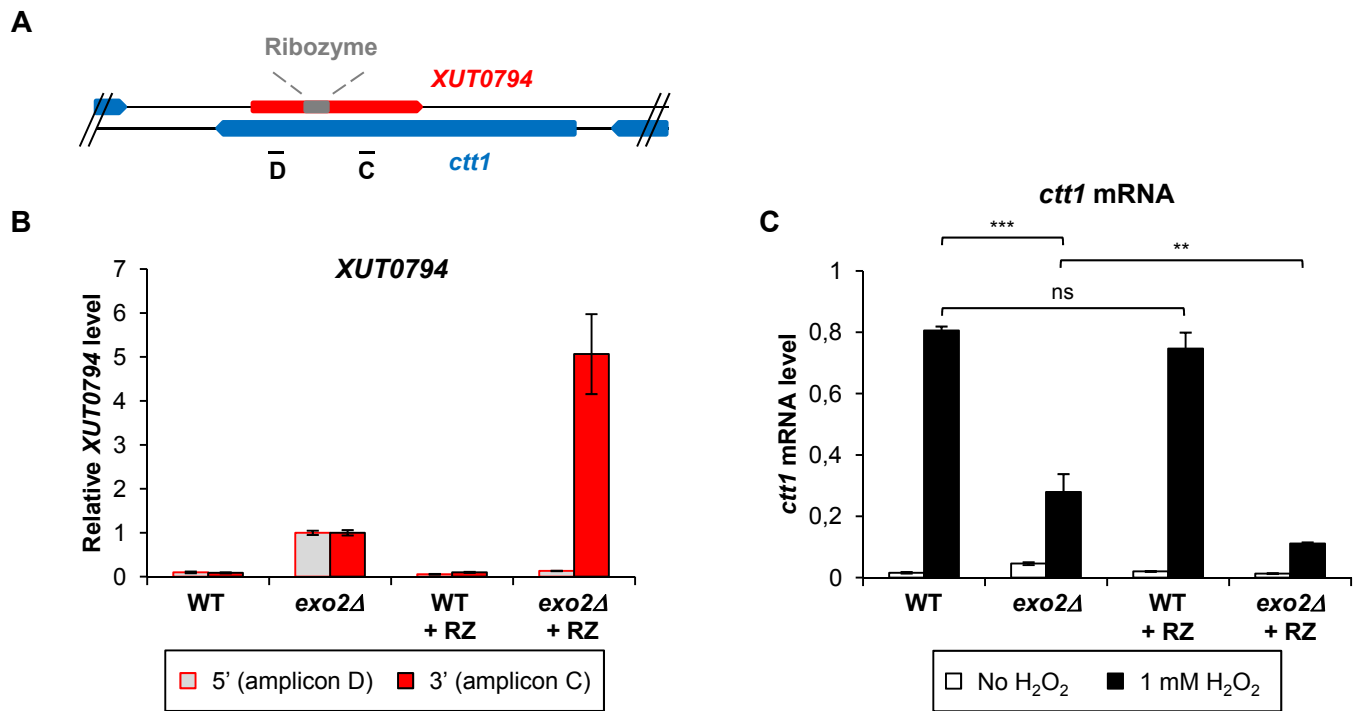 A
Ribozyme
XUT0794
D
C
ctt1
B
XUT0794
Relative XUT0794 level
7
6
5
4
3
2
1
0
WT
exo2Δ
WT
+ RZ
exo2Δ
+ RZ
5' (amplicon D)
3' (amplicon C)
C
ctt1 mRNA
***
**
ns
ctt1 mRNA level
1
0,8
0,6
0,4
0,2
0
WT
exo2Δ
WT
+ RZ
exo2Δ
+ RZ
No H₂O₂
1 mM H₂O₂